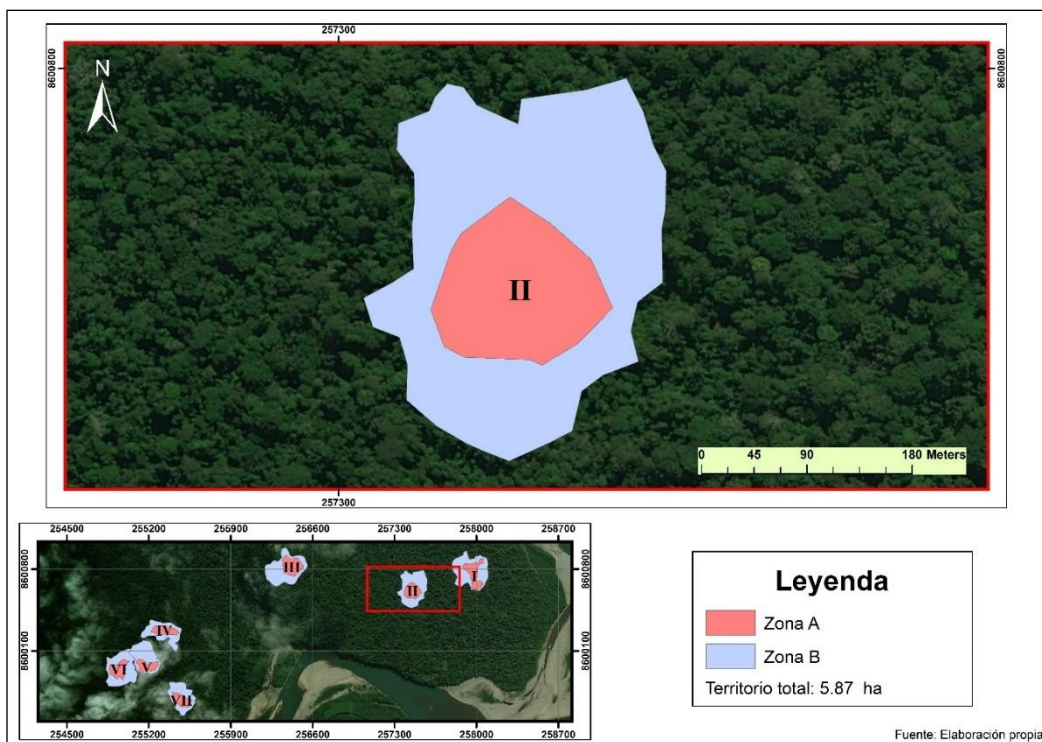 257300
8600800
8600800
N
II
0 45 90 180 Meters
257300
254500 255200 255900 256600 257300 258000 258700
8600800
8600800
III
II
I
IV
8600100
8600100
VI
V
VII
254500 255200 255900 256600 257300 258000 258700
Leyenda
Zona A
Zona B
Territorio total: 5.87 ha
Fuente: Elaboración propia